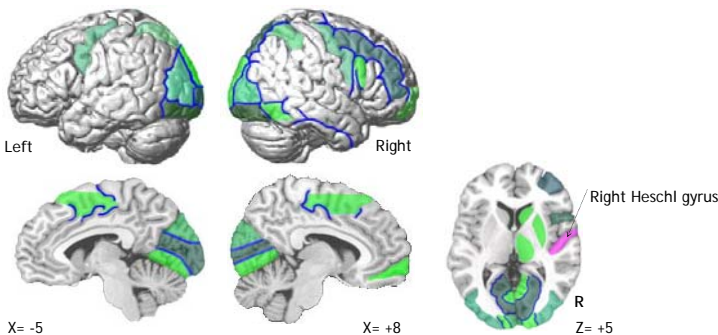 Left
Right
Right Heschl gyrus
R
X= -5
X= +8
Z= +5